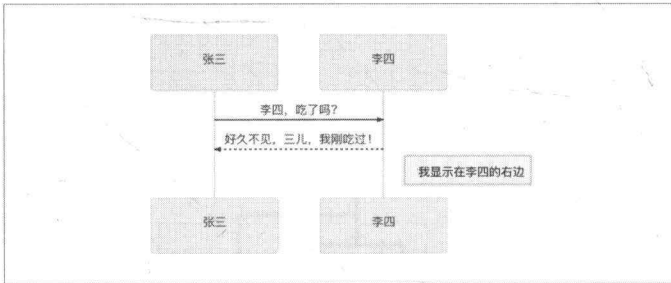 张三
李四
李四，吃了吗？
好久不见，三儿，我刚吃过！
我显示在李四的右边
张三
李四